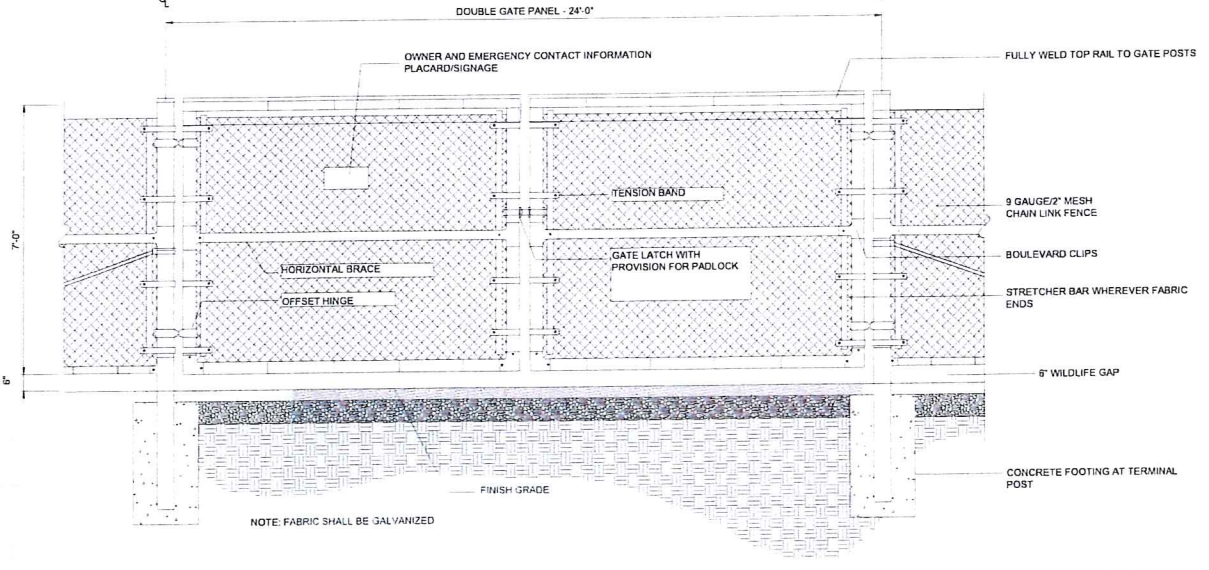 DOUBLE GATE PANEL - 24'-0"
OWNER AND EMERGENCY CONTACT INFORMATION
PLACARD/SIGNAGE
FULLY WELD TOP RAIL TO GATE POSTS
7'-0"
TENSION BAND
9 GAUGE/2" MESH
CHAIN LINK FENCE
GATE LATCH WITH
PROVISION FOR PADLOCK
BOULEVARD CLIPS
HORIZONTAL BRACE
OFFSET HINGE
STRETCHER BAR WHEREVER FABRIC
ENDS
6"
6" WILDLIFE GAP
CONCRETE FOOTING AT TERMINAL
POST
FINISH GRADE
NOTE: FABRIC SHALL BE GALVANIZED